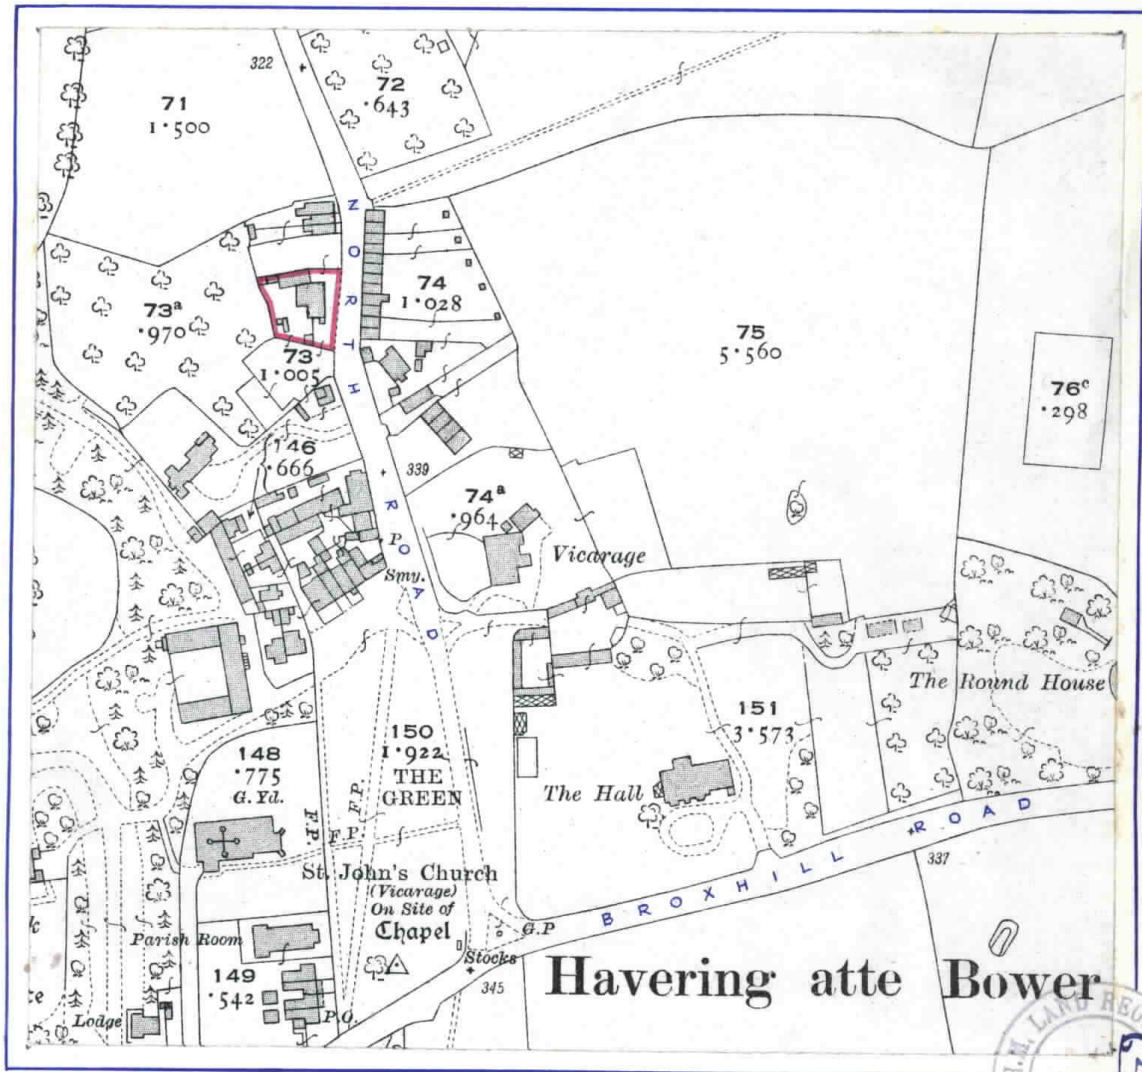 322
71
1·500
72
·643
NORTH ROAD
73ª
·970
74
1·028
75
5·560
73
1·005
76ᶜ
·298
146
·666
339
74ª
·964
P.
Vicarage
Smy.
The Round House
150
1·922
THE
GREEN
151
3·573
148
·775
G. Yd.
The Hall
F.P.
F.P.
F.P.
BROXHILL ROAD
337
St. John's Church
(Vicarage)
On Site of
Chapel
G.P
Parish Room
Stocks
149
·542
345
Havering atte Bower
Lodge
P.O.
H.M. LAND REG